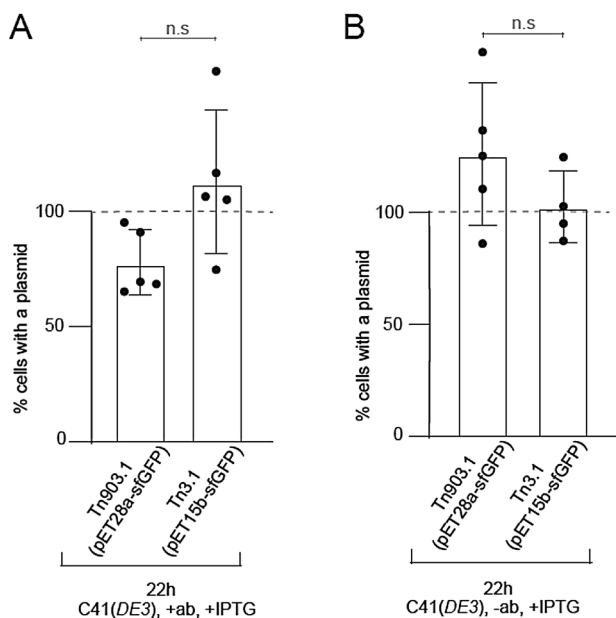 A
n.s
% cells with a plasmid
100
50
0
Tn903.1
(pET28a-sfGFP)
Tn3.1
(pET15b-sfGFP)
22h
C41(DE3), +ab, +IPTG
B
n.s
% cells with a plasmid
100
50
0
Tn903.1
(pET28a-sfGFP)
Tn3.1
(pET15b-sfGFP)
22h
C41(DE3), -ab, +IPTG